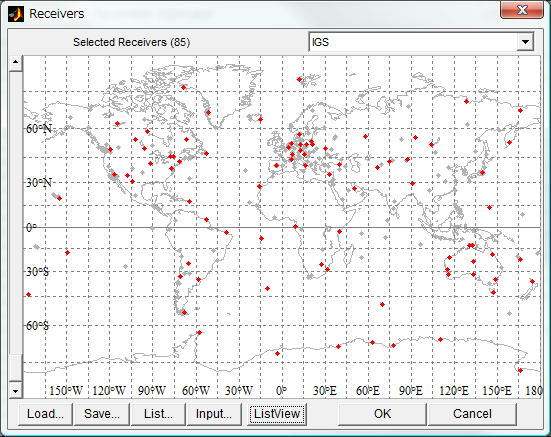 Receivers
Selected Receivers (85)
IGS
60°N
30°N
0°
30°S
60°S
150°W 120°W 90°W 60°W 30°W 0° 30°E 60°E 90°E 120°E 150°E 180
Load... Save... List... Input... ListView OK Cancel